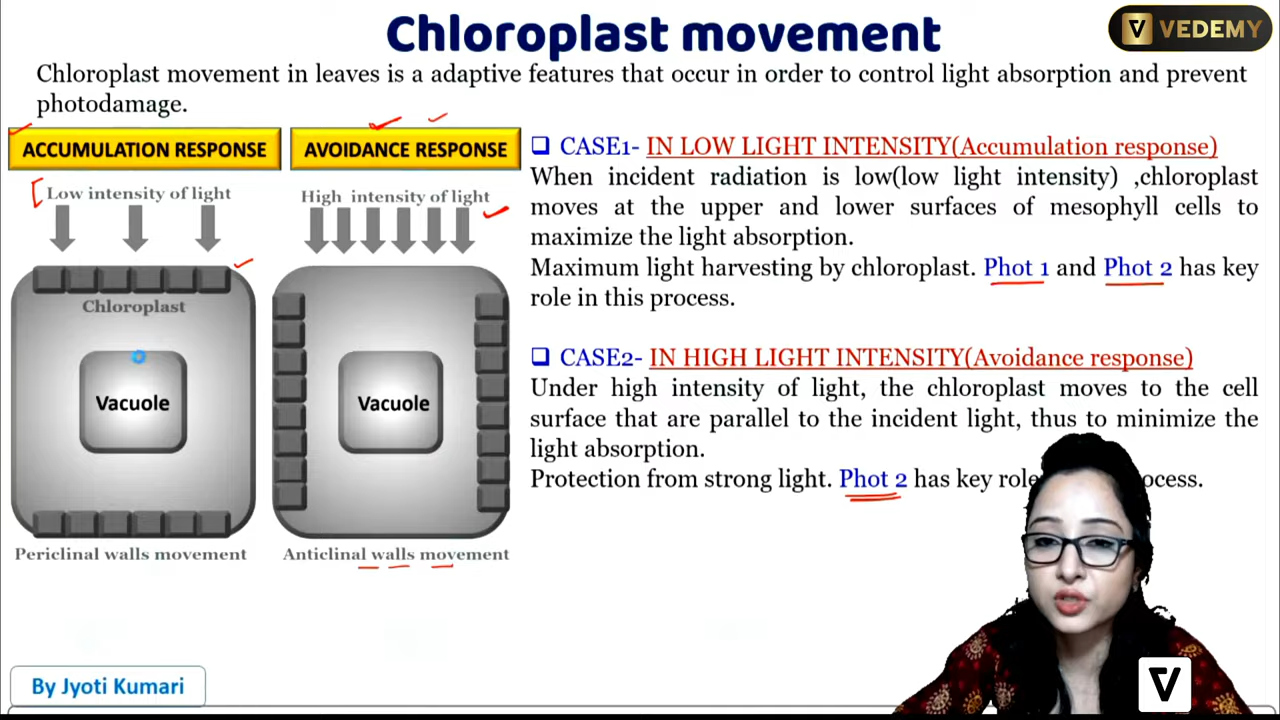 Chloroplast movement
VEDEMY
Chloroplast movement in leaves is a adaptive features that occur in order to control light absorption and prevent
photodamage.
ACCUMULATION RESPONSE
Low intensity of light
Chloroplast
Vacuole
Periclinal walls movement
AVOIDANCE RESPONSE
High intensity of light
Vacuole
Anticlinal walls movement
❑ CASE1- IN LOW LIGHT INTENSITY(Accumulation response)
When incident radiation is low(low light intensity) ,chloroplast
moves at the upper and lower surfaces of mesophyll cells to
maximize the light absorption.
Maximum light harvesting by chloroplast. Phot 1 and Phot 2 has key
role in this process.
❑ CASE2- IN HIGH LIGHT INTENSITY(Avoidance response)
Under high intensity of light, the chloroplast moves to the cell
surface that are parallel to the incident light, thus to minimize the
light absorption.
Protection from strong light. Phot 2 has key role
By Jyoti Kumari